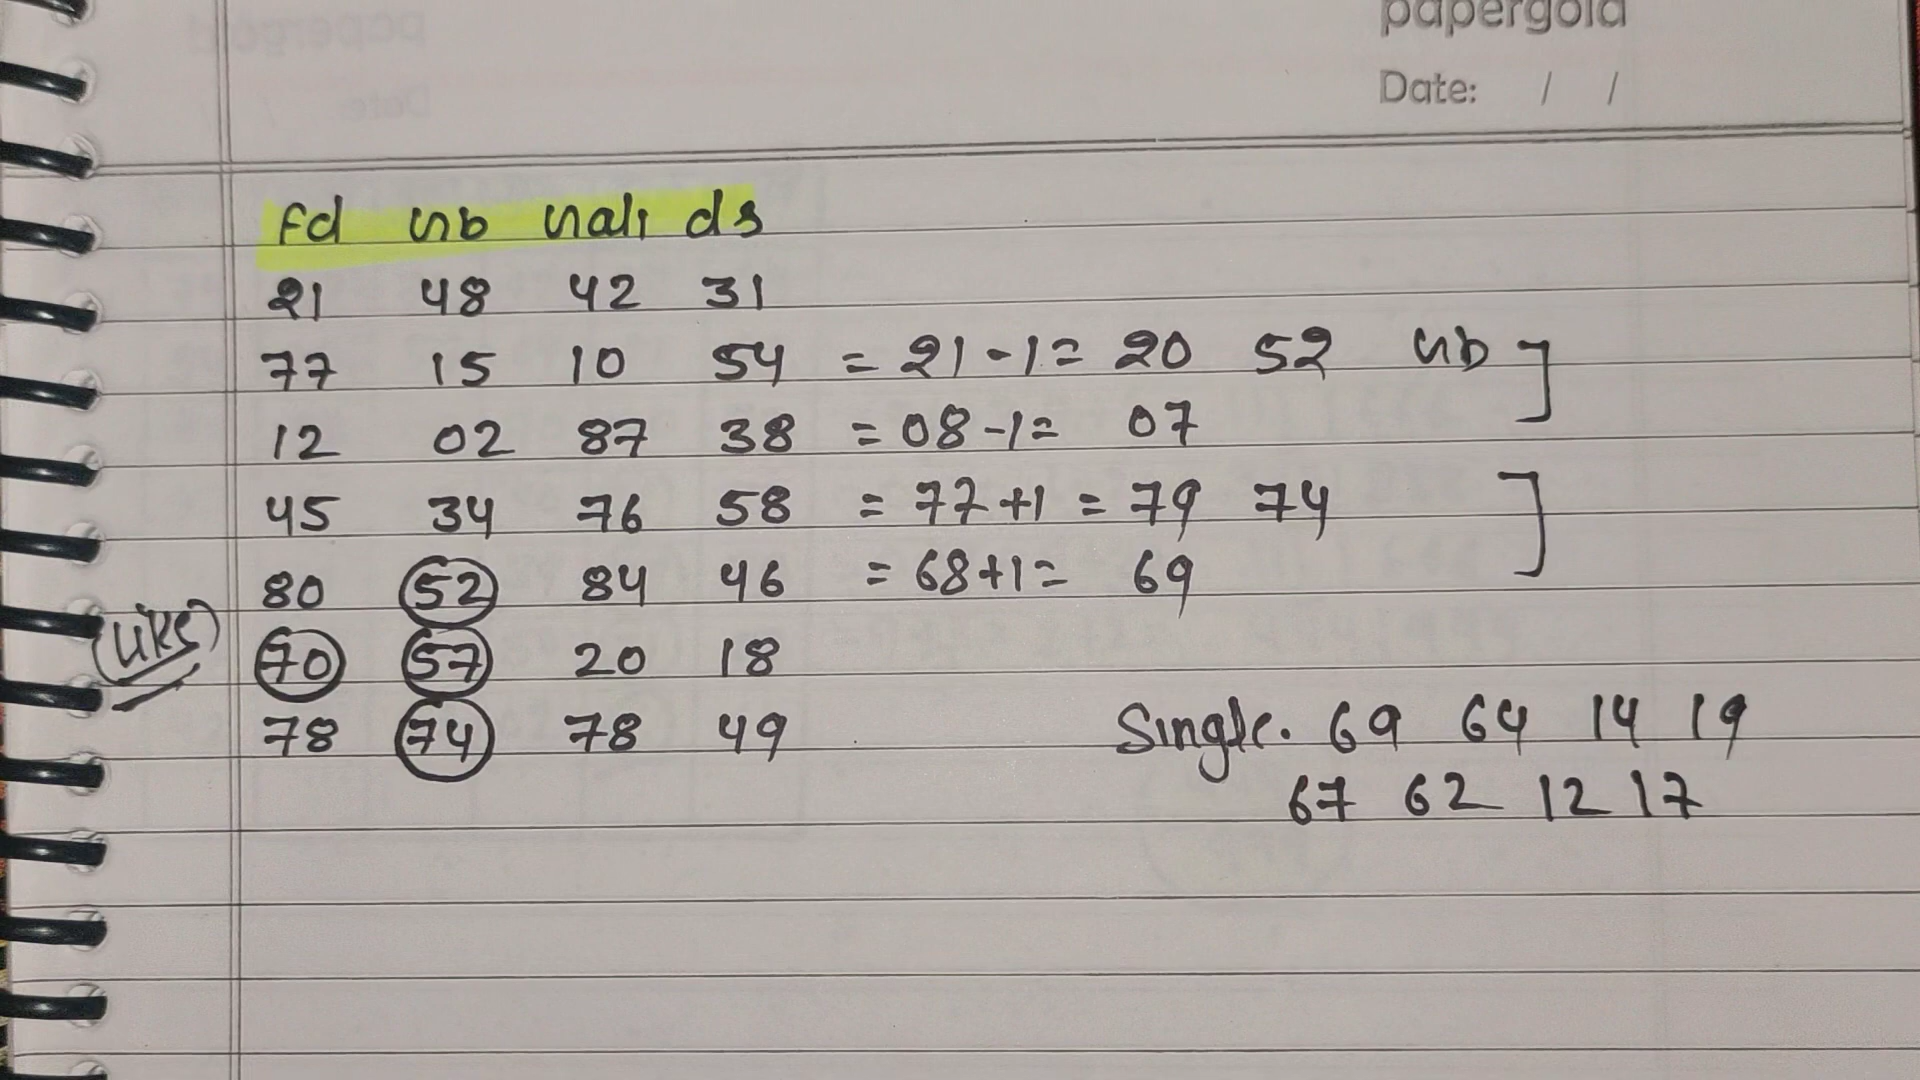 papergold
Date: / /
Fd Gb Gali ds
21 48 42 31
77 15 10 54 = 21-1= 20 52 Gb ]
12 02 87 38 = 08-1= 07
45 34 76 58 = 77+1 = 79 74 ]
80 52 84 46 = 68+1= 69
70 57 20 18
78 74 78 49
Single. 69 64 14 19
67 62 12 17